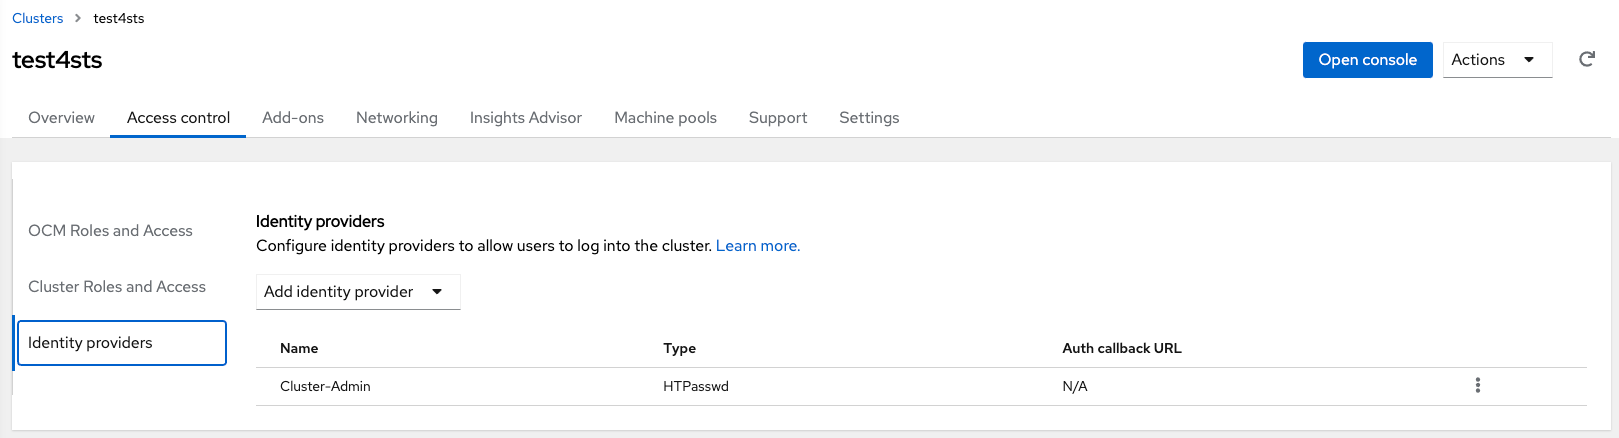 Clusters > test4sts
test4sts
Open console
Actions
Overview Access control Add-ons Networking Insights Advisor Machine pools Support Settings
OCM Roles and Access
Cluster Roles and Access
Identity providers
Identity providers
Configure identity providers to allow users to log into the cluster. Learn more.
Add identity provider
Name Type Auth callback URL
Cluster-Admin HTPasswd N/A